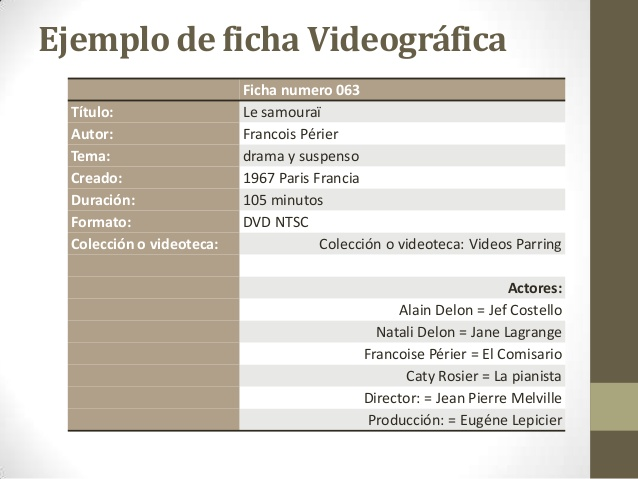 Ejemplo de ficha Videográfica
Ficha numero 063
Título: Le samouraï
Autor: Francois Périer
Tema: drama y suspenso
Creado: 1967 Paris Francia
Duración: 105 minutos
Formato: DVD NTSC
Colección o videoteca: Colección o videoteca: Videos Parring
Actores:
Alain Delon = Jef Costello
Natali Delon = Jane Lagrange
Francoise Périer = El Comisario
Caty Rosier = La pianista
Director: = Jean Pierre Melville
Producción: = Eugéne Lepicier